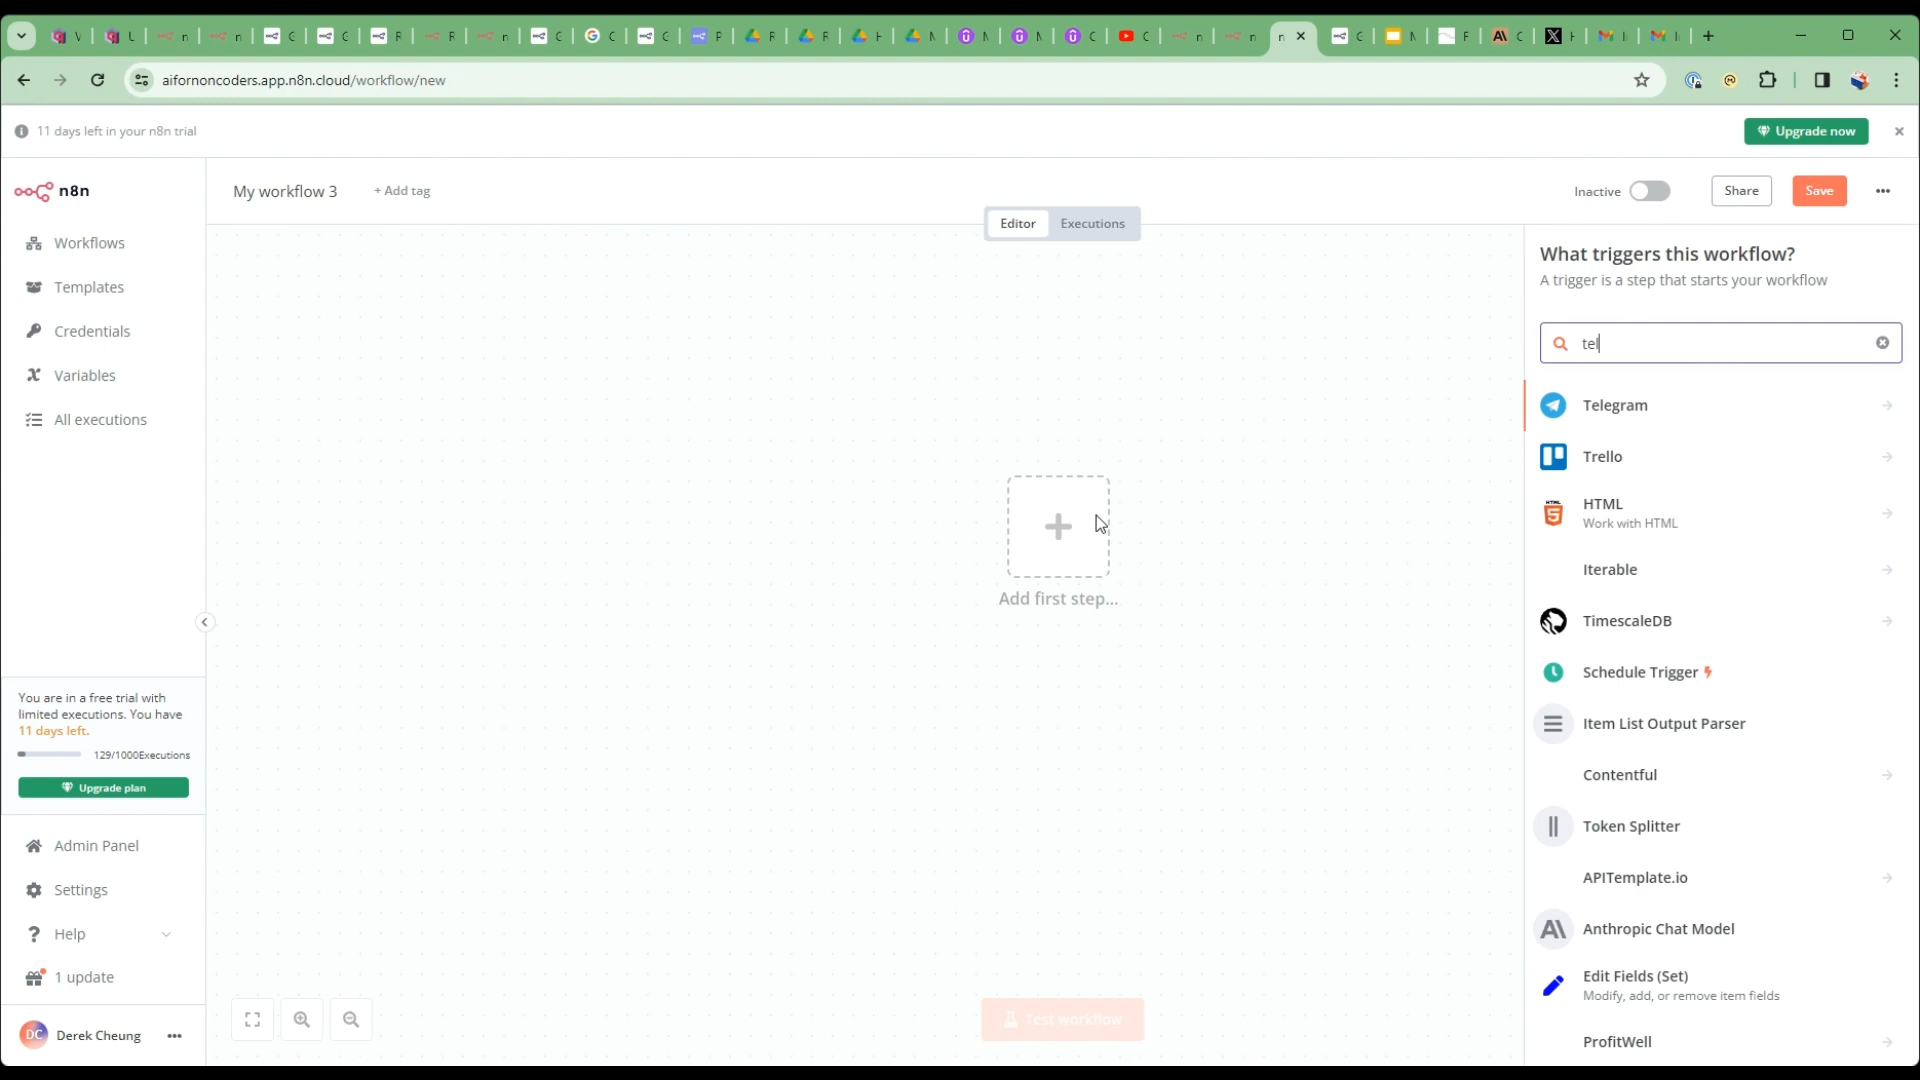 aifornoncoders.app.n8n.cloud/workflow/new
11 days left in your n8n trial
Upgrade now
n8n
My workflow 3
+ Add tag
Inactive
Share
Save
Editor
Executions
Workflows
Templates
Credentials
Variables
All executions
What triggers this workflow?
A trigger is a step that starts your workflow
tel
Telegram
Trello
HTML
Work with HTML
Iterable
TimescaleDB
Schedule Trigger
Item List Output Parser
Contentful
Token Splitter
APITemplate.io
Anthropic Chat Model
Edit Fields (Set)
Modify, add, or remove item fields
ProfitWell
Add first step...
Test workflow
You are in a free trial with
limited executions. You have
11 days left.
129/1000Executions
Upgrade plan
Admin Panel
Settings
Help
1 update
DC
Derek Cheung